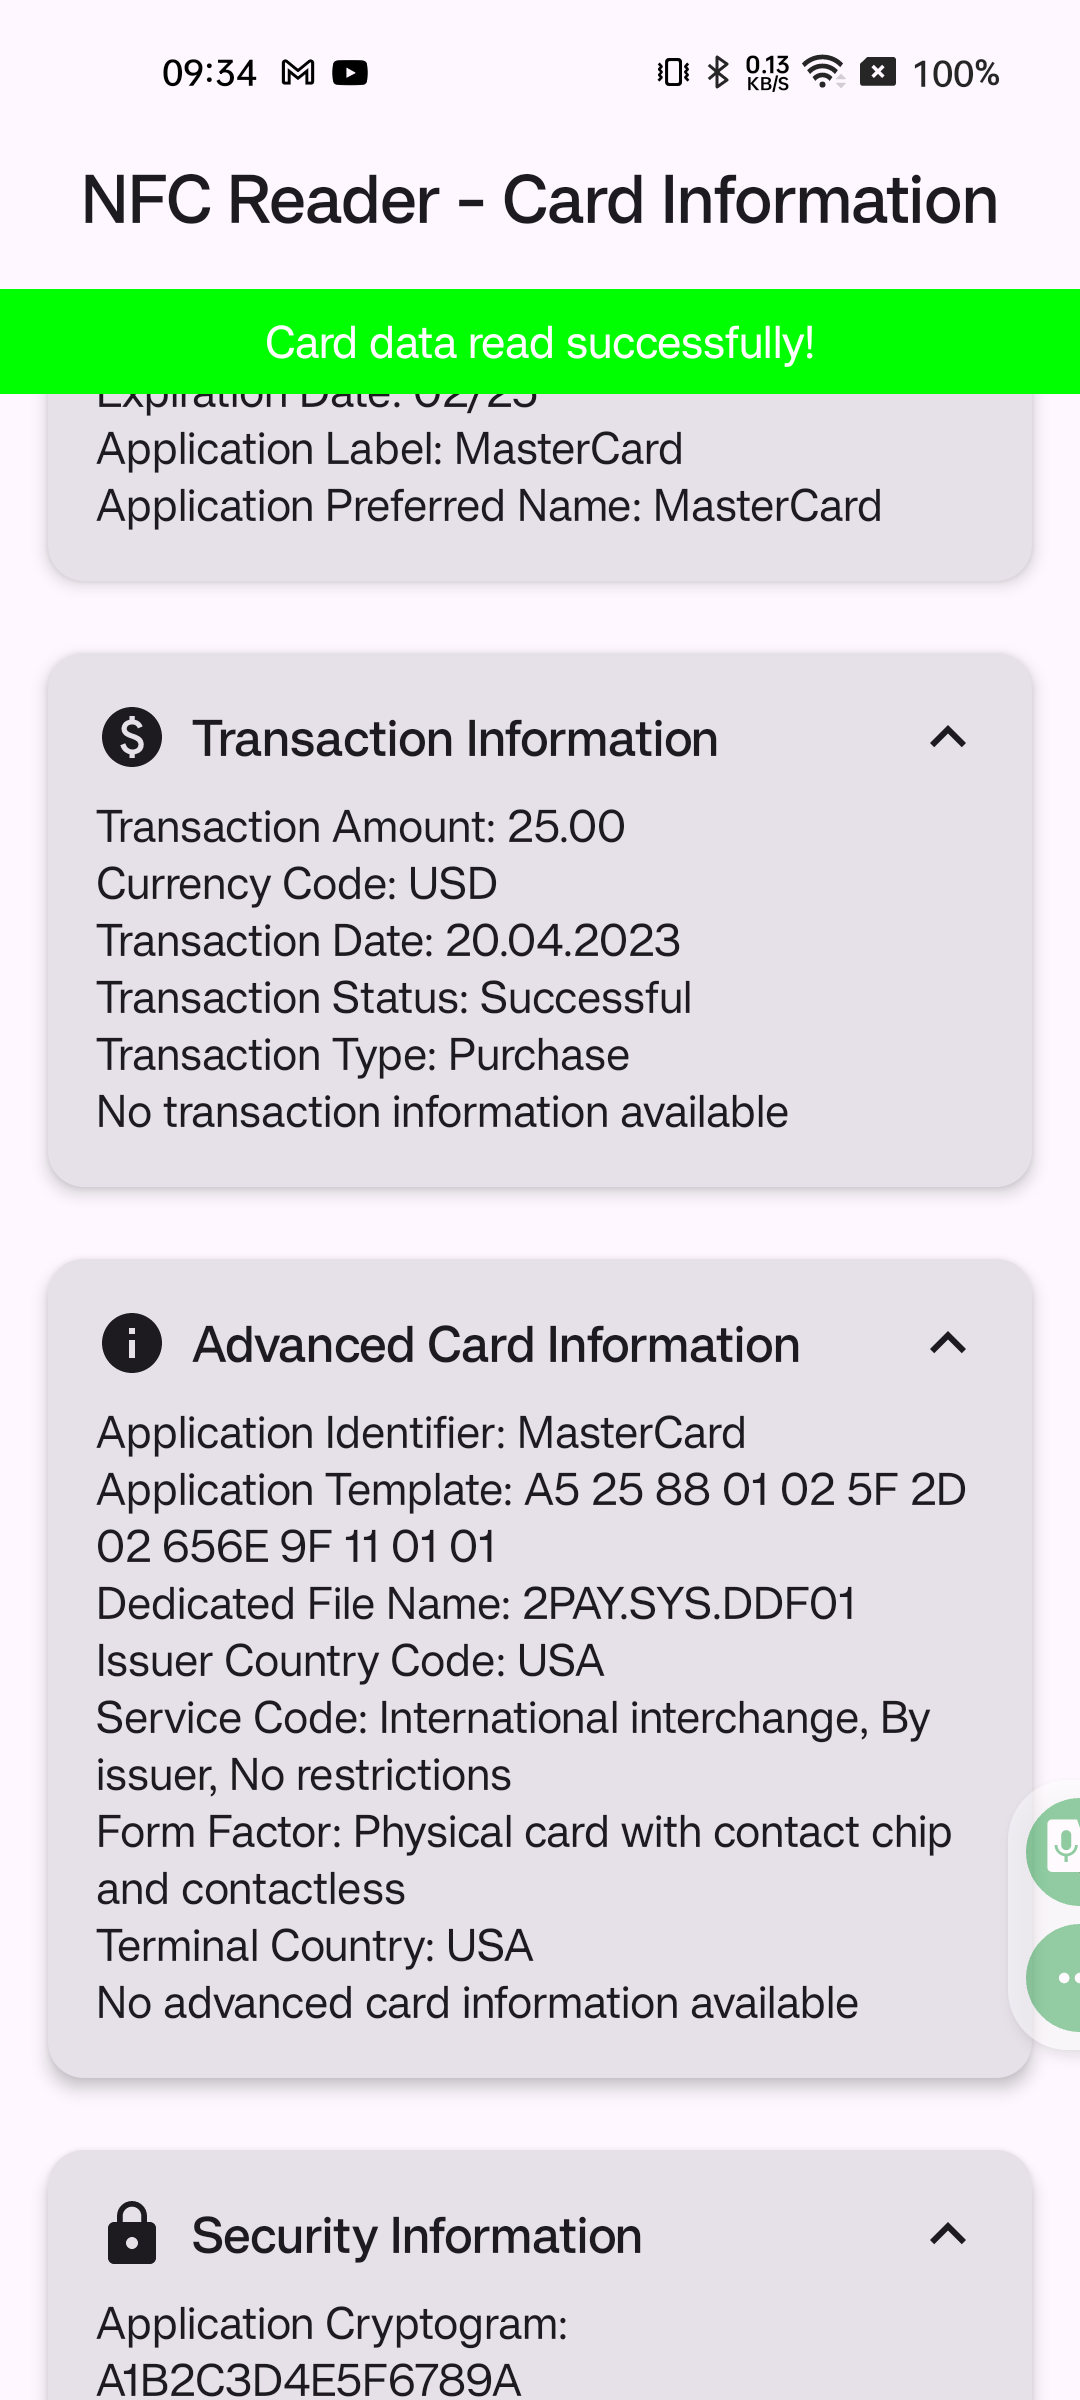 09:34
0.13
KB/S
100%
NFC Reader - Card Information
Card data read successfully!
Expiration Date: 02/25
Application Label: MasterCard
Application Preferred Name: MasterCard
Transaction Information
Transaction Amount: 25.00
Currency Code: USD
Transaction Date: 20.04.2023
Transaction Status: Successful
Transaction Type: Purchase
No transaction information available
Advanced Card Information
Application Identifier: MasterCard
Application Template: A5 25 88 01 02 5F 2D
02 656E 9F 11 01 01
Dedicated File Name: 2PAY.SYS.DDF01
Issuer Country Code: USA
Service Code: International interchange, By
issuer, No restrictions
Form Factor: Physical card with contact chip
and contactless
Terminal Country: USA
No advanced card information available
Security Information
Application Cryptogram:
A1B2C3D4E5F6789A